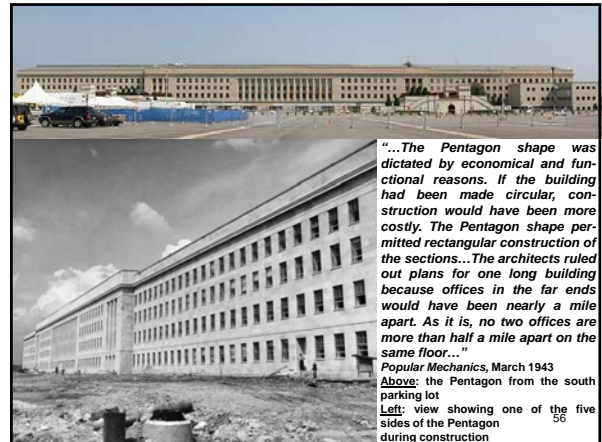 “…The Pentagon shape was
dictated by economical and fun-
ctional reasons. If the building
had been made circular, con-
struction would have been more
costly. The Pentagon shape per-
mitted rectangular construction of
the sections…The architects ruled
out plans for one long building
because offices in the far ends
would have been nearly a mile
apart. As it is, no two offices are
more than half a mile apart on the
same floor…”
Popular Mechanics, March 1943
Above: the Pentagon from the south
parking lot
Left: view showing one of the five
sides of the Pentagon
during construction
56